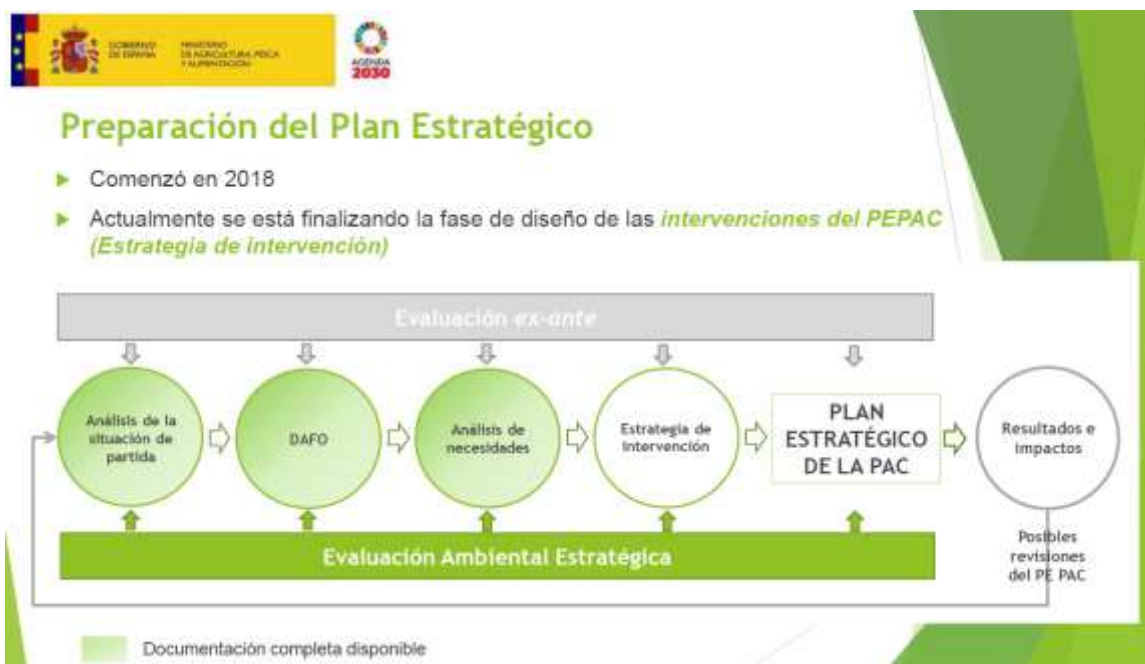 GOBIERNO
DE ESPAÑA
MINISTERIO
DE AGRICULTURA, PESCA
Y ALIMENTACIÓN
AGENDA
2030
Preparación del Plan Estratégico
Comenzó en 2018
Actualmente se está finalizando la fase de diseño de las intervenciones del PEPAC
(Estrategia de intervención)
Evaluación ex-ante
Análisis de la
situación de
partida
DAFO
Análisis de
necesidades
Estrategia de
intervención
PLAN
ESTRATÉGICO
DE LA PAC
Resultados e
impactos
Evaluación Ambiental Estratégica
Posibles
revisiones
del PE PAC
Documentación completa disponible